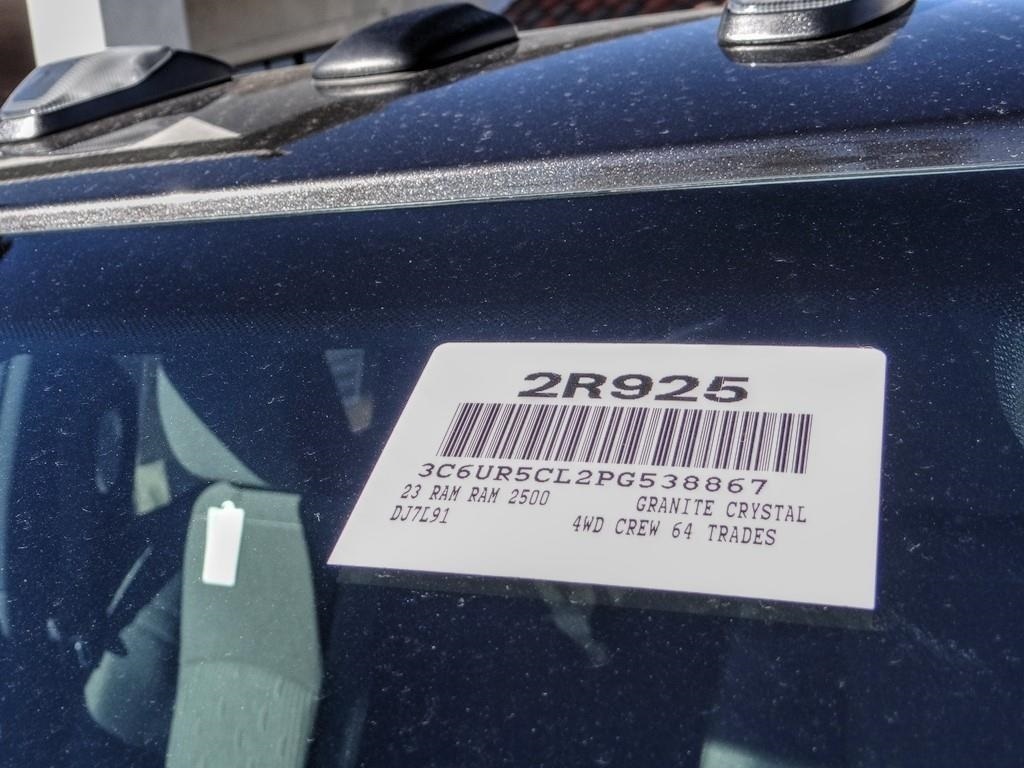 2R925
3C6UR5CL2PG538867
23 RAM RAM 2500 GRANITE CRYSTAL
DJ7L91 4WD CREW 64 TRADES